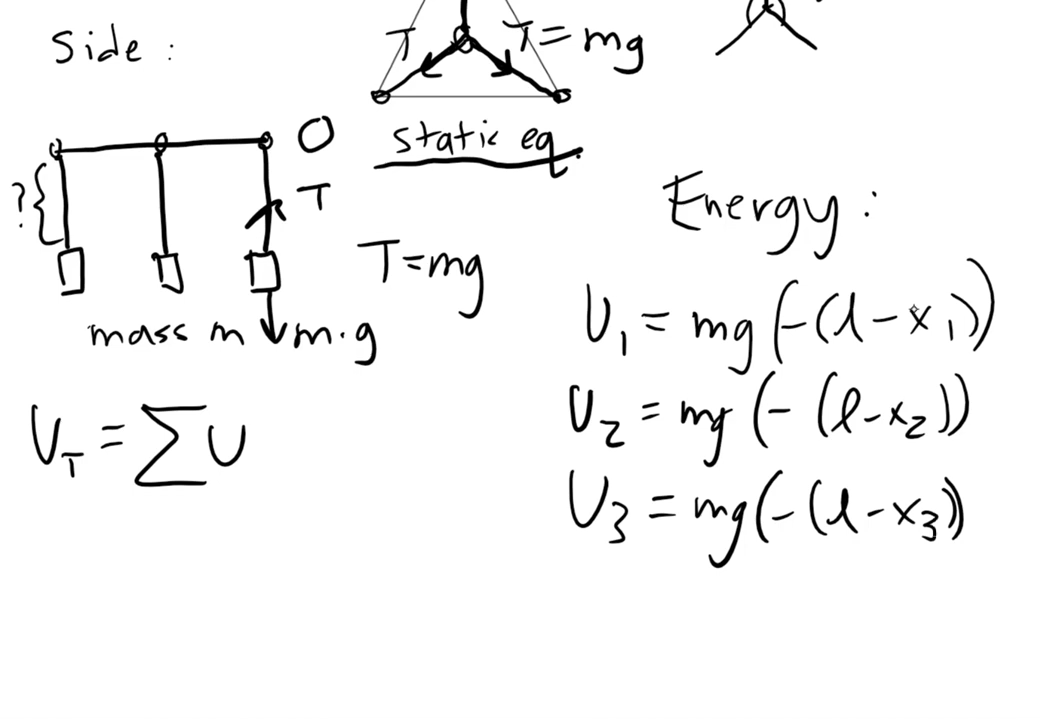 Side :
T
T = mg
static eq.
O
?{
T
T=mg
mass m
m·g
Energy :
U₁ = mg(-(l-x₁))
U₂ = mg(-(l-x₂))
U₃ = mg(-(l-x₃))
U_T = ∑U